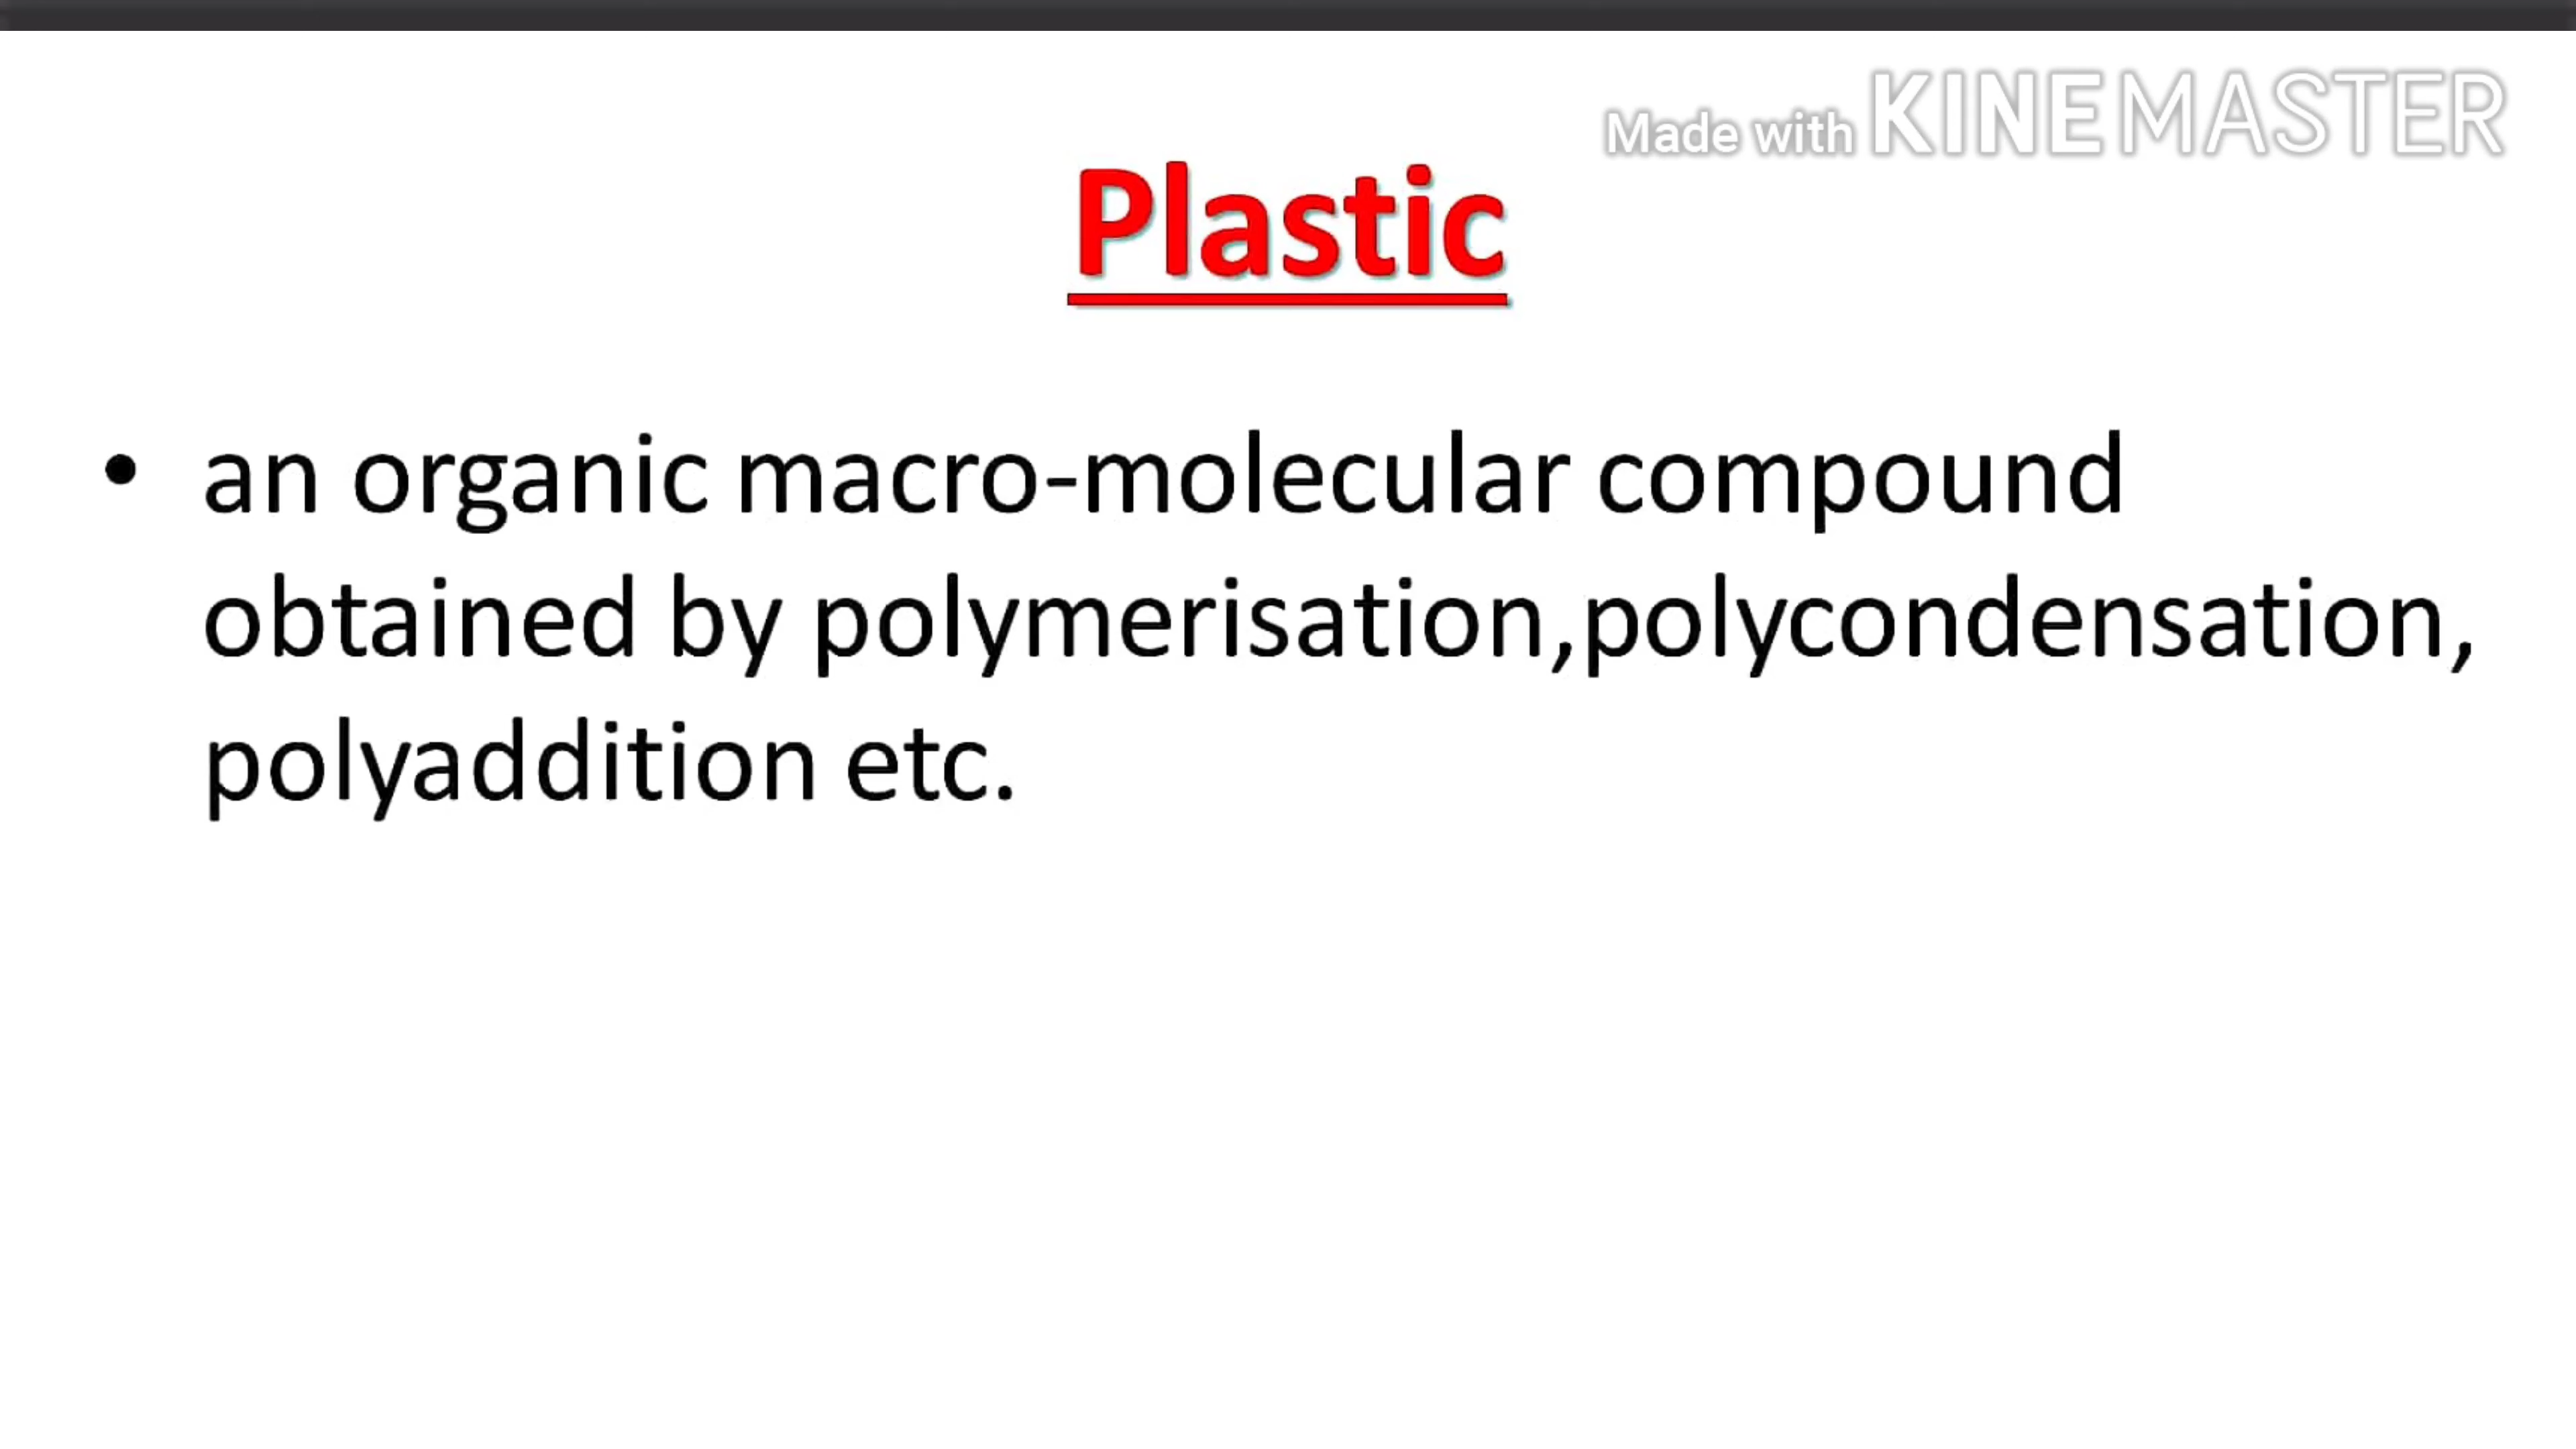 Made with KINEMASTER
Plastic
• an organic macro-molecular compound
obtained by polymerisation,polycondensation,
polyaddition etc.